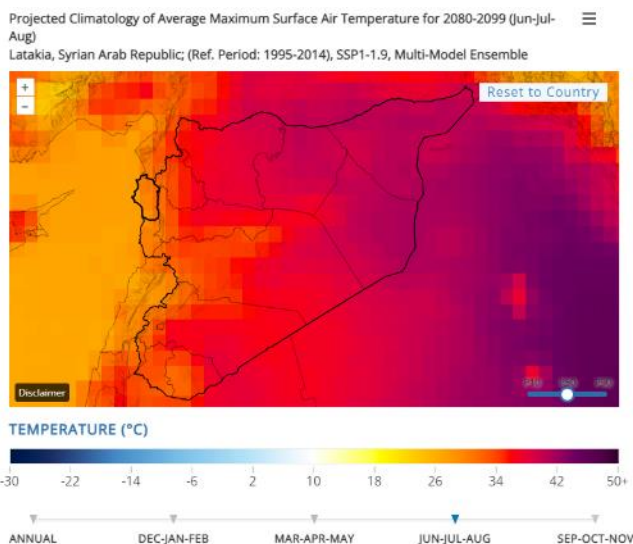 Projected Climatology of Average Maximum Surface Air Temperature for 2080-2099 (Jun-Jul-
Aug)
Latakia, Syrian Arab Republic; (Ref. Period: 1995-2014), SSP1-1.9, Multi-Model Ensemble
+
−
Reset to Country
P10 P50 P90
Disclaimer
TEMPERATURE (°C)
-30 -22 -14 -6 2 10 18 26 34 42 50+
ANNUAL DEC-JAN-FEB MAR-APR-MAY JUN-JUL-AUG SEP-OCT-NOV